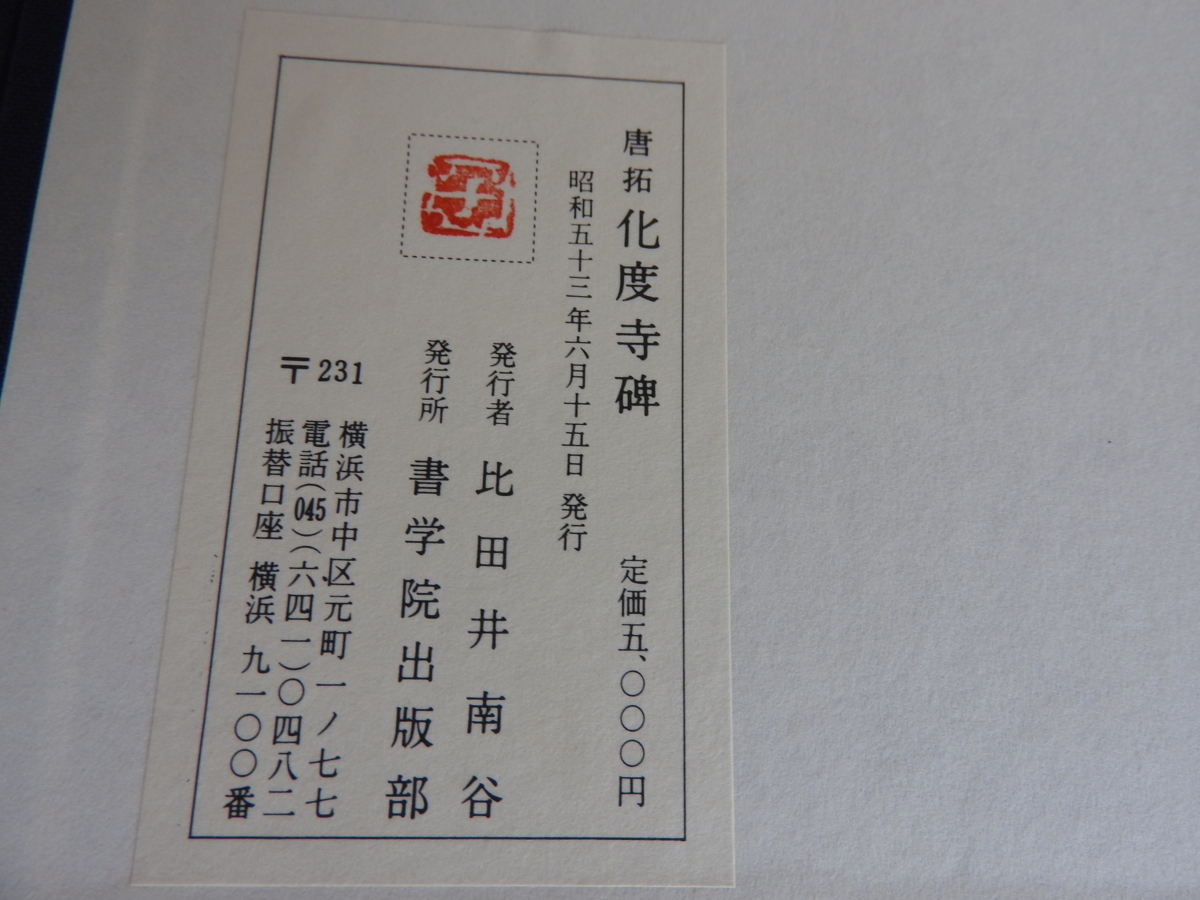 唐拓 化度寺碑 定価五、〇〇〇円
昭和五十三年六月十五日 発行
発行者 比田井南谷
発行所 書学院出版部
〒231 横浜市中区元町一ノ七七
電話(045)(六四一)〇四八二
振替口座 横浜 九一〇〇番